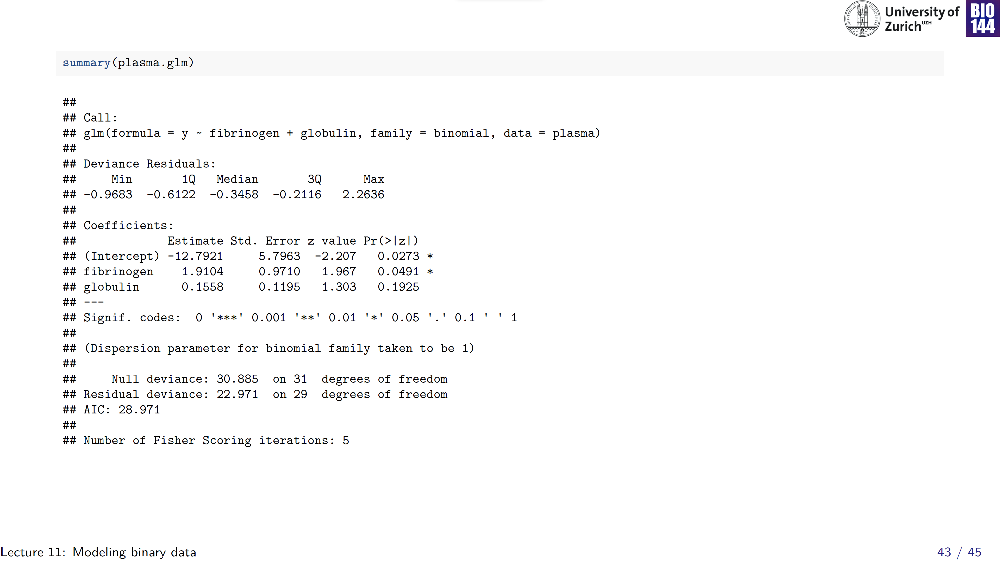 University of
Zurich UZH
BIO
144
summary(plasma.glm)
##
## Call:
## glm(formula = y ~ fibrinogen + globulin, family = binomial, data = plasma)
##
## Deviance Residuals:
##     Min       1Q   Median       3Q      Max
## -0.9683  -0.6122  -0.3458  -0.2116   2.2636
##
## Coefficients:
##             Estimate Std. Error z value Pr(>|z|)
## (Intercept) -12.7921     5.7963  -2.207   0.0273 *
## fibrinogen    1.9104     0.9710   1.967   0.0491 *
## globulin      0.1558     0.1195   1.303   0.1925
## ---
## Signif. codes:  0 '***' 0.001 '**' 0.01 '*' 0.05 '.' 0.1 ' ' 1
##
## (Dispersion parameter for binomial family taken to be 1)
##
##     Null deviance: 30.885  on 31  degrees of freedom
## Residual deviance: 22.971  on 29  degrees of freedom
## AIC: 28.971
##
## Number of Fisher Scoring iterations: 5
Lecture 11: Modeling binary data
43 / 45